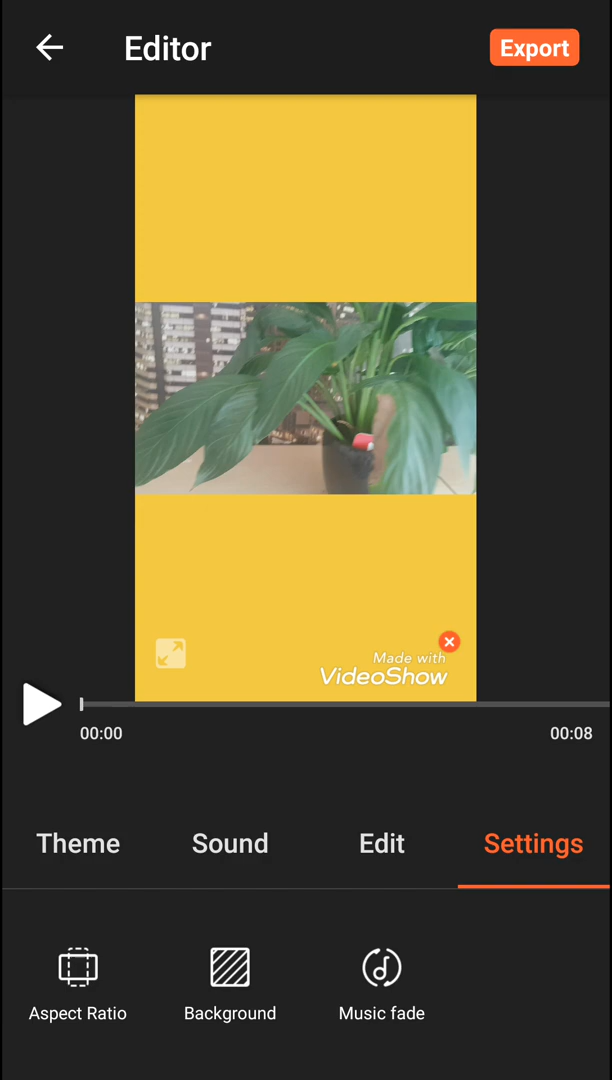 Editor
Export
Made with
VideoShow
00:00
00:08
Theme
Sound
Edit
Settings
Aspect Ratio
Background
Music fade